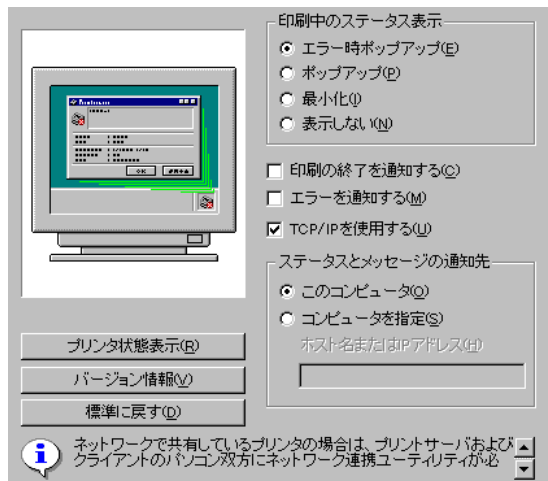 印刷中のステータス表示
エラー時ポップアップ(E)
ポップアップ(P)
最小化(I)
表示しない(N)
印刷の終了を通知する(C)
エラーを通知する(M)
TCP/IPを使用する(U)
ステータスとメッセージの通知先
このコンピュータ(O)
コンピュータを指定(S)
ホスト名またはIPアドレス(H)
プリンタ状態表示(R)
バージョン情報(V)
標準に戻す(D)
ネットワークで共有しているプリンタの場合は、プリントサーバおよび
クライアントのパソコン双方にネットワーク連携ユーティリティが必